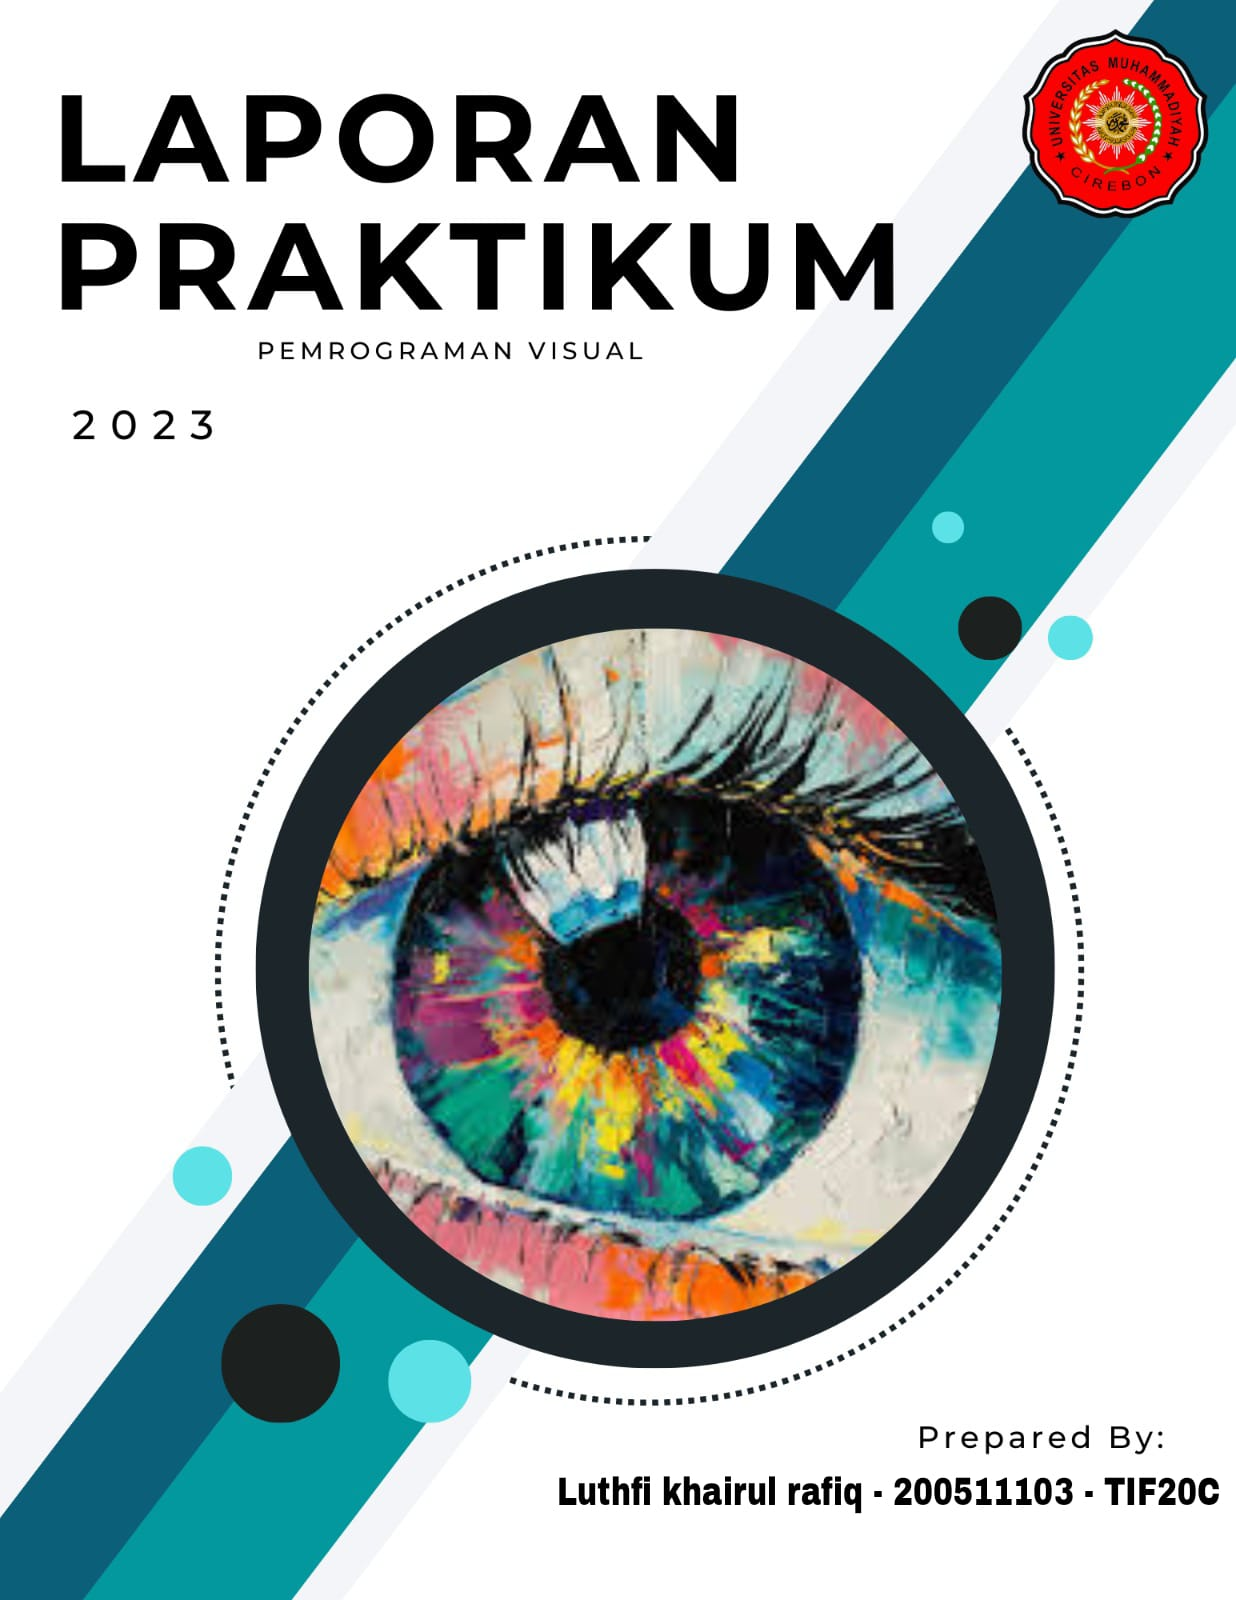 LAPORAN
PRAKTIKUM
PEMROGRAMAN VISUAL
2023
UNIVERSITAS MUHAMMADIYAH
CIREBON
Prepared By:
Luthfi khairul rafiq - 200511103 - TIF20C